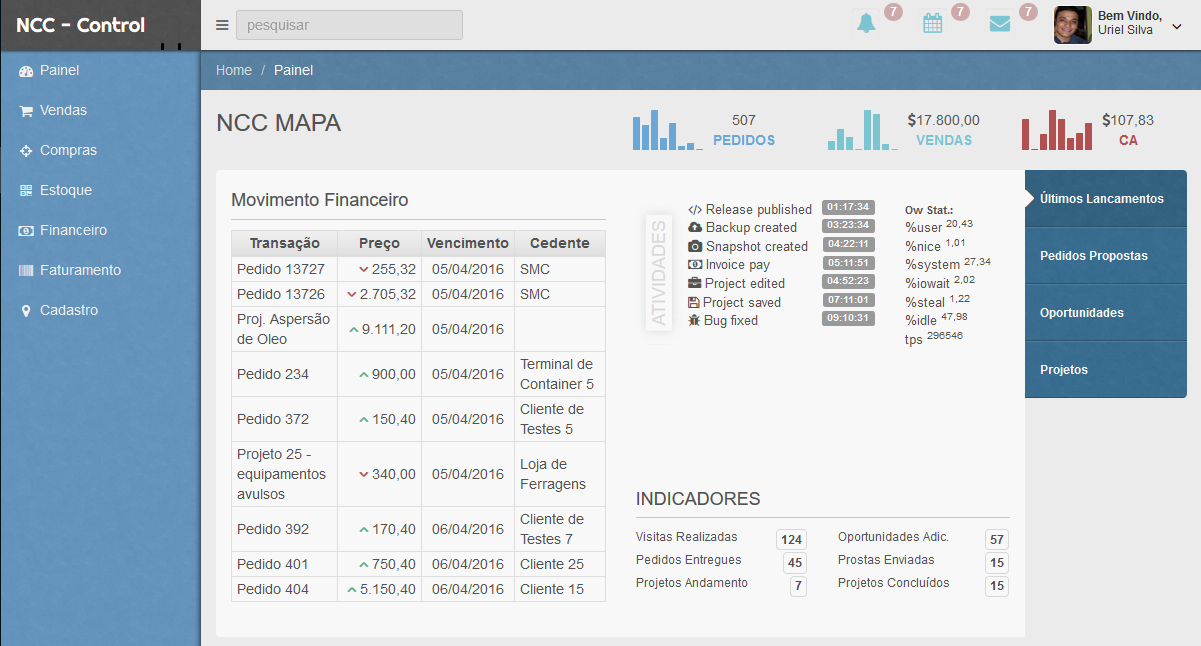 NCC - Control
pesquisar
7
7
7
Bem Vindo,
Uriel Silva
Painel
Vendas
Compras
Estoque
Financeiro
Faturamento
Cadastro
Home / Painel
NCC MAPA
507
PEDIDOS
$17.800,00
VENDAS
$107,83
CA
Movimento Financeiro
Transação Preço Vencimento Cedente
Pedido 13727 255,32 05/04/2016 SMC
Pedido 13726 2.705,32 05/04/2016 SMC
Proj. Aspersão
de Oleo 9.111,20 05/04/2016
Pedido 234 900,00 05/04/2016 Terminal de
Container 5
Pedido 372 150,40 05/04/2016 Cliente de
Testes 5
Projeto 25 -
equipamentos
avulsos 340,00 05/04/2016 Loja de
Ferragens
Pedido 392 170,40 06/04/2016 Cliente de
Testes 7
Pedido 401 750,40 06/04/2016 Cliente 25
Pedido 404 5.150,40 06/04/2016 Cliente 15
ATIVIDADES
Release published 01:17:34
Backup created 03:23:34
Snapshot created 04:22:11
Invoice pay 05:11:51
Project edited 04:52:23
Project saved 07:11:01
Bug fixed 09:10:31
Ow Stat.:
%user 20,43
%nice 1,01
%system 27,34
%iowait 2,02
%steal 1,22
%idle 47,98
tps 296546
INDICADORES
Visitas Realizadas 124 Oportunidades Adic. 57
Pedidos Entregues 45 Prostas Enviadas 15
Projetos Andamento 7 Projetos Concluídos 15
Últimos Lancamentos
Pedidos Propostas
Oportunidades
Projetos